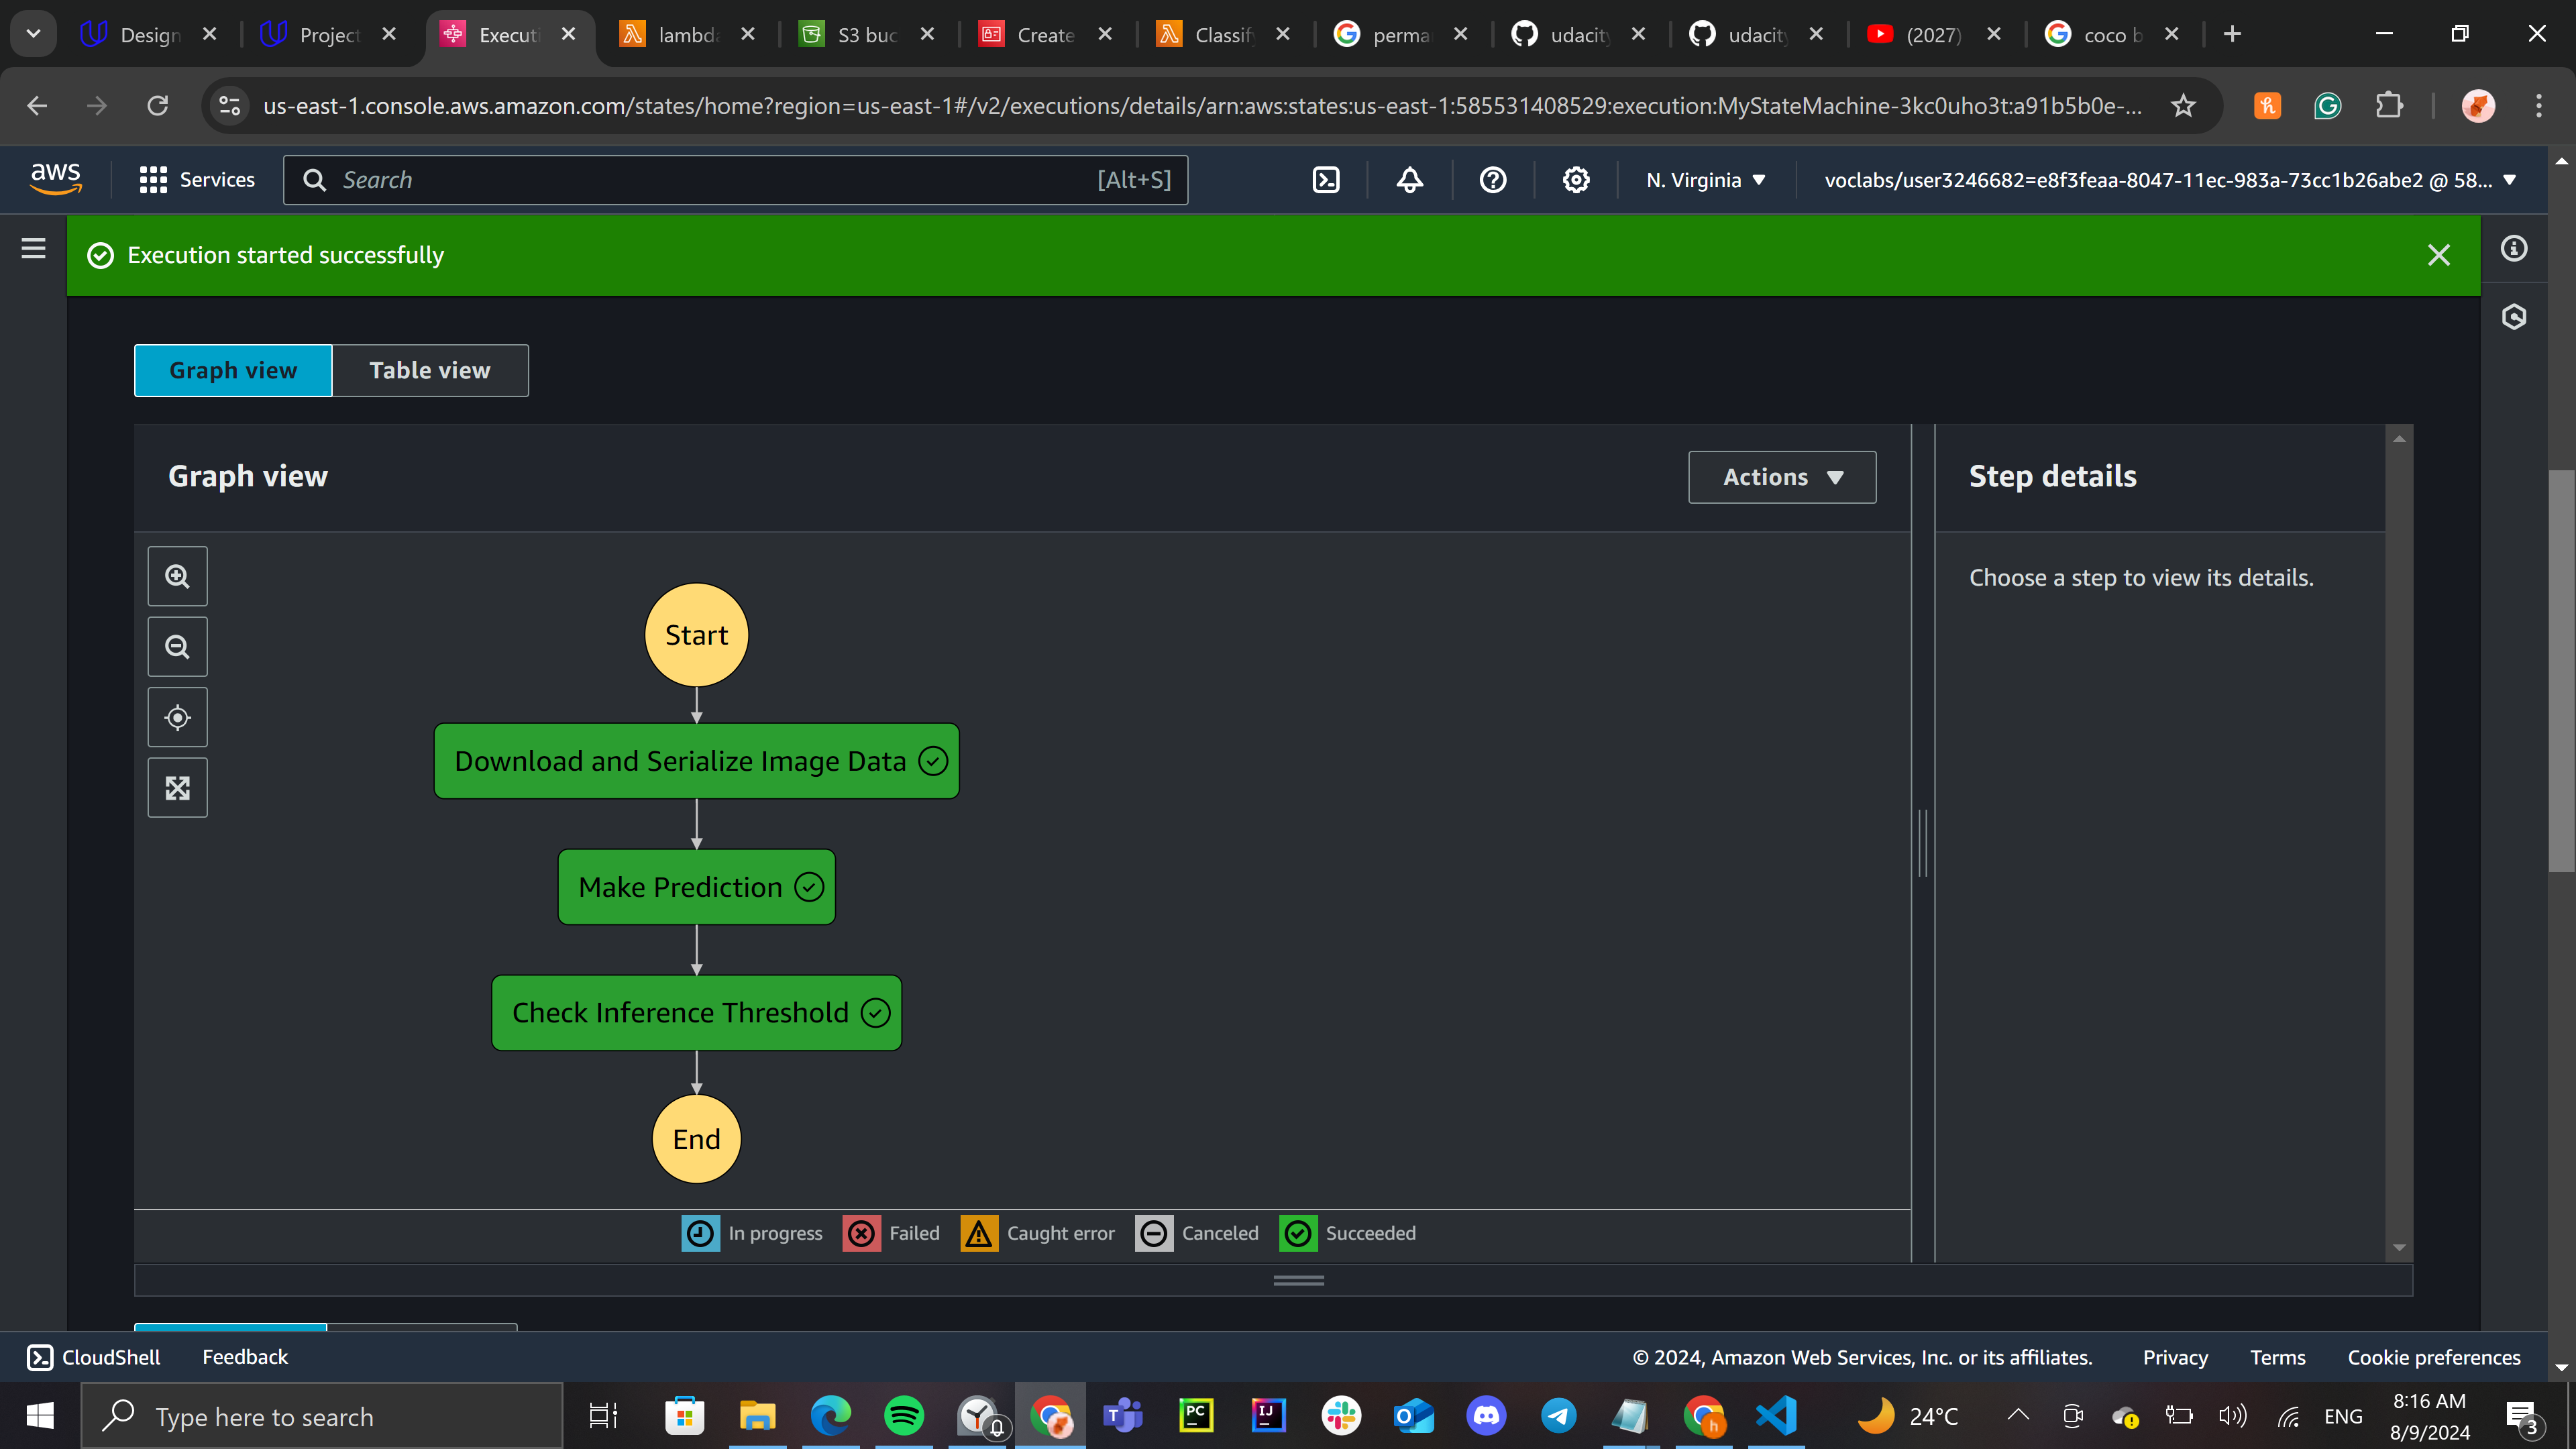 Design
Project
Executi
lambda
S3 buc
Create
Classify
perma
udacity
udacity
(2027)
coco b
us-east-1.console.aws.amazon.com/states/home?region=us-east-1#/v2/executions/details/arn:aws:states:us-east-1:585531408529:execution:MyStateMachine-3kc0uho3t:a91b5b0e-...
aws
Services
Search
[Alt+S]
N. Virginia
voclabs/user3246682=e8f3feaa-8047-11ec-983a-73cc1b26abe2 @ 58...
Execution started successfully
Graph view
Table view
Graph view
Actions
Step details
Choose a step to view its details.
Start
Download and Serialize Image Data
Make Prediction
Check Inference Threshold
End
In progress
Failed
Caught error
Canceled
Succeeded
CloudShell
Feedback
© 2024, Amazon Web Services, Inc. or its affiliates.
Privacy
Terms
Cookie preferences
Type here to search
24°C
ENG
8:16 AM
8/9/2024
3